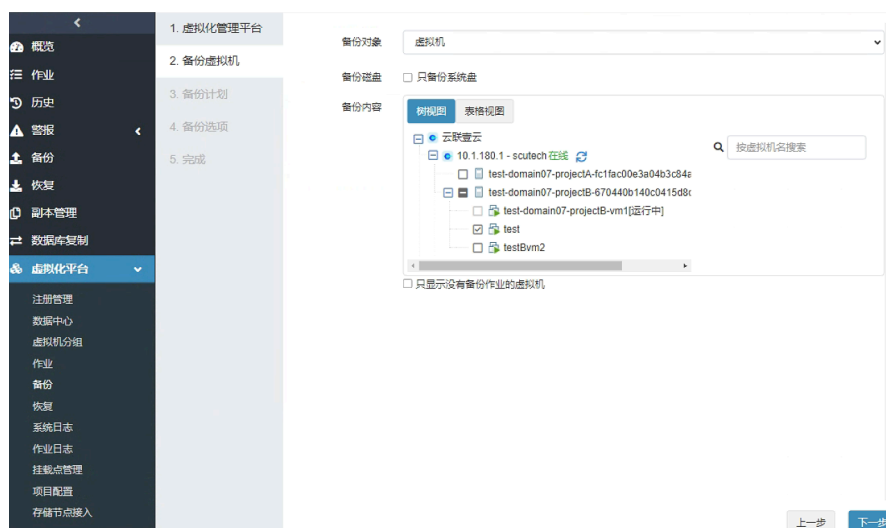 概览
作业
历史
警报
备份
恢复
副本管理
数据库复制
虚拟化平台
注册管理
数据中心
虚拟机分组
作业
备份
恢复
系统日志
作业日志
挂载点管理
项目配置
存储节点接入
1. 虚拟化管理平台
2. 备份虚拟机
3. 备份计划
4. 备份选项
5. 完成
备份对象 虚拟机
备份磁盘 只备份系统盘
备份内容 树视图 表格视图
云联壹云
10.1.180.1 - scutech 在线
test-domain07-projectA-fc1fac00e3a04b3c84a
test-domain07-projectB-670440b140c0415d8c
test-domain07-projectB-vm1[运行中]
test
testBvm2
按虚拟机名搜索
只显示没有备份作业的虚拟机
上一步 下一步